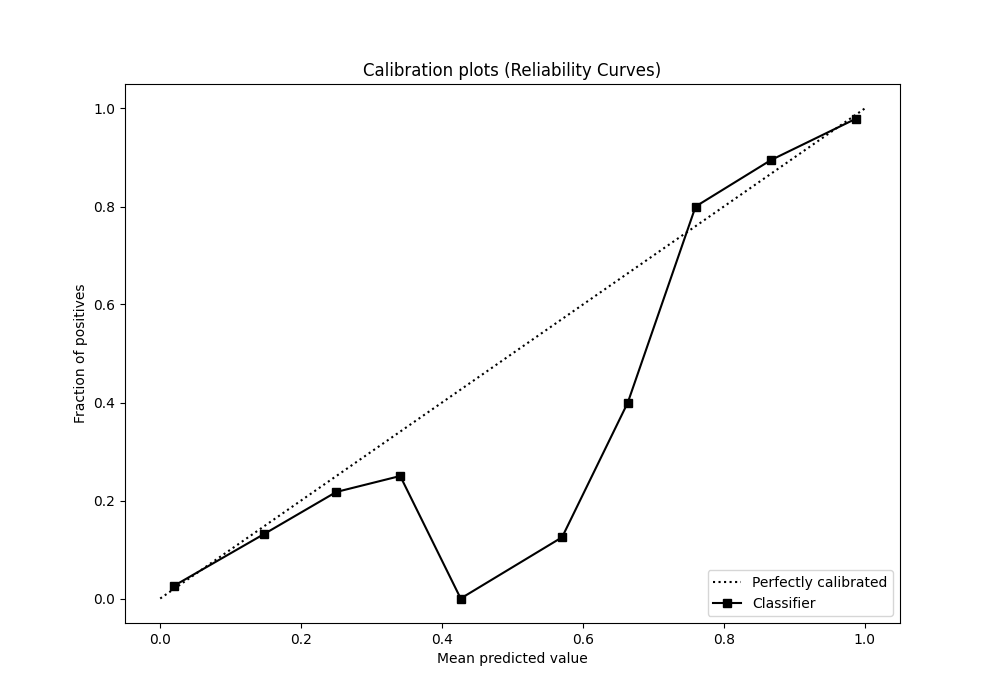 Calibration plots (Reliability Curves)
1.0
0.8
0.6
0.4
0.2
0.0
Fraction of positives
0.0 0.2 0.4 0.6 0.8 1.0
Mean predicted value
Perfectly calibrated
Classifier